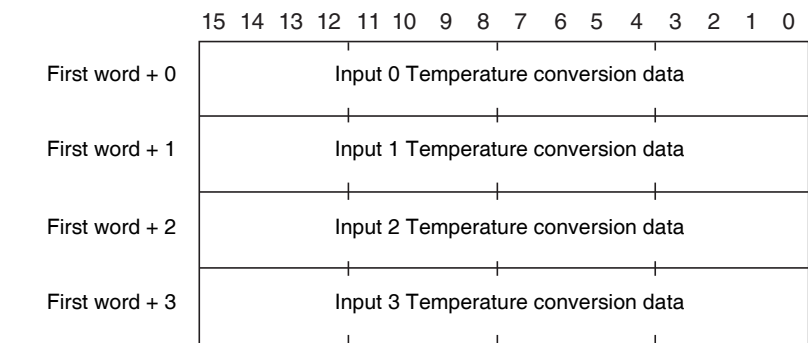 15 14 13 12 11 10 9 8 7 6 5 4 3 2 1 0
First word + 0 Input 0 Temperature conversion data
First word + 1 Input 1 Temperature conversion data
First word + 2 Input 2 Temperature conversion data
First word + 3 Input 3 Temperature conversion data